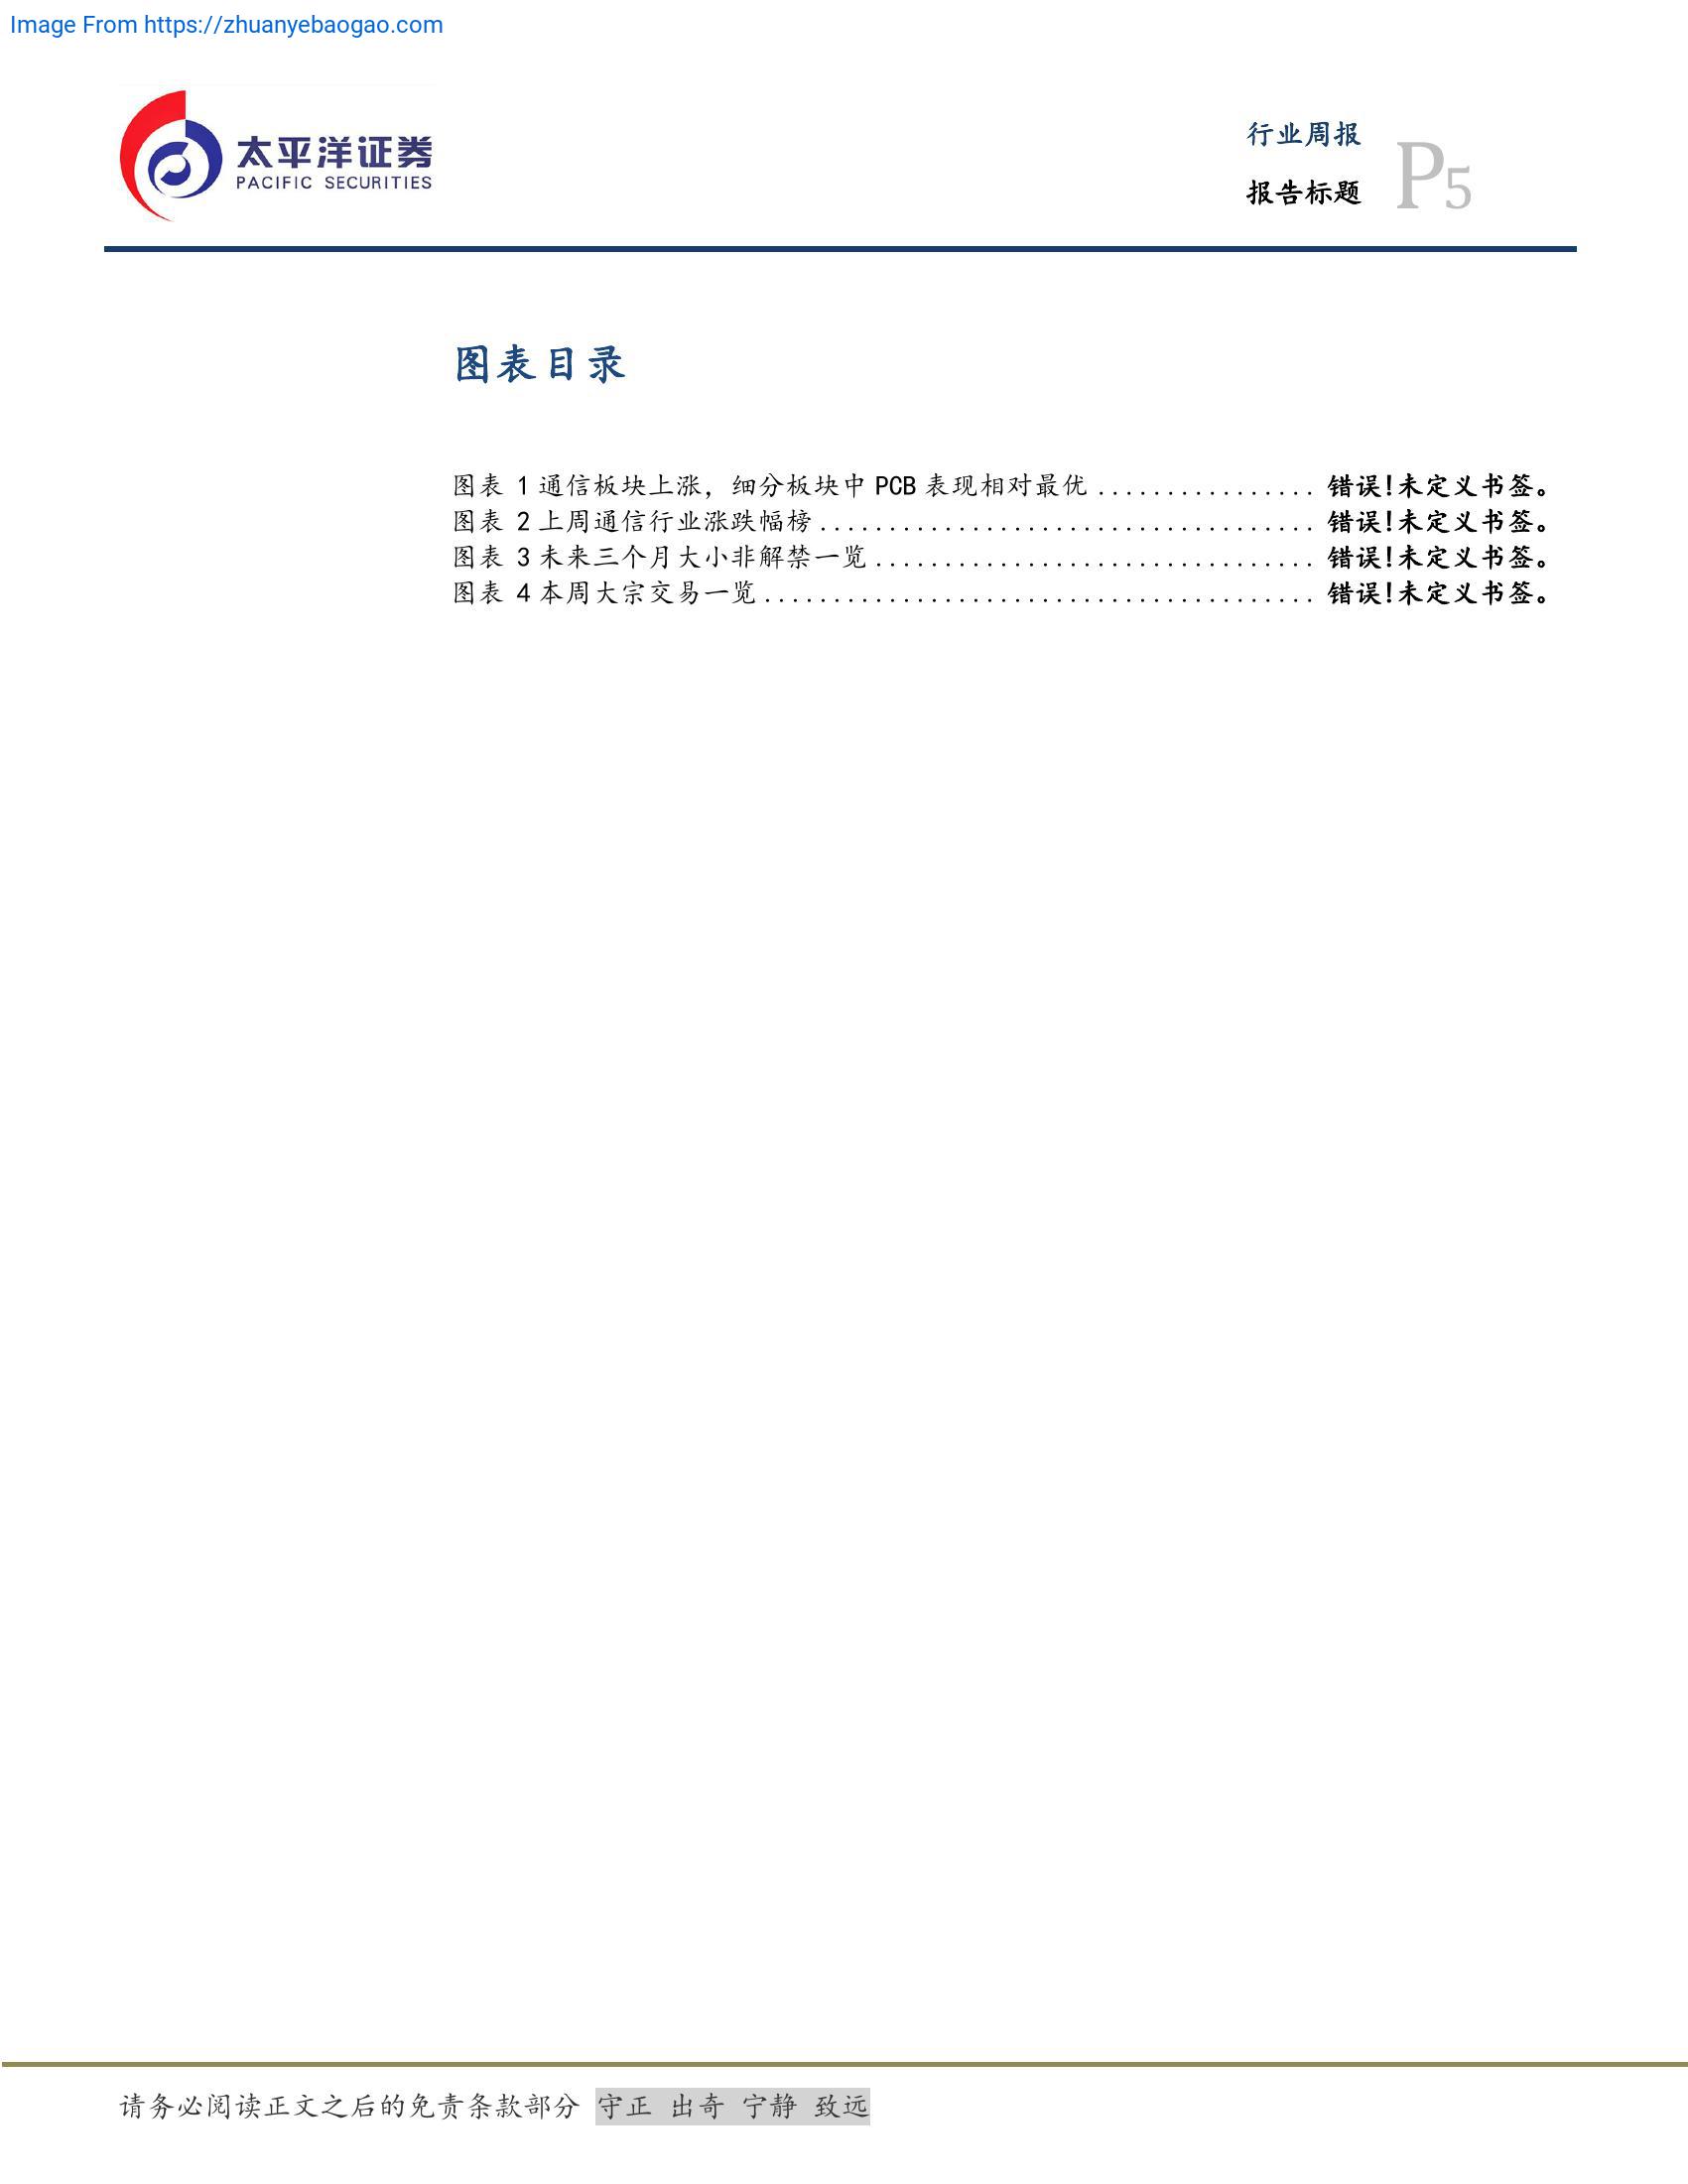 Image From https://zhuanyebaogao.com
太平洋证券
PACIFIC SECURITIES
行业周报
报告标题
P5
图表目录
图表 1 通信板块上涨，细分板块中 PCB 表现相对最优................错误!未定义书签。
图表 2 上周通信行业涨跌幅榜....................................错误!未定义书签。
图表 3 未来三个月大小非解禁一览................................错误!未定义书签。
图表 4 本周大宗交易一览........................................错误!未定义书签。
请务必阅读正文之后的免责条款部分 守正 出奇 宁静 致远